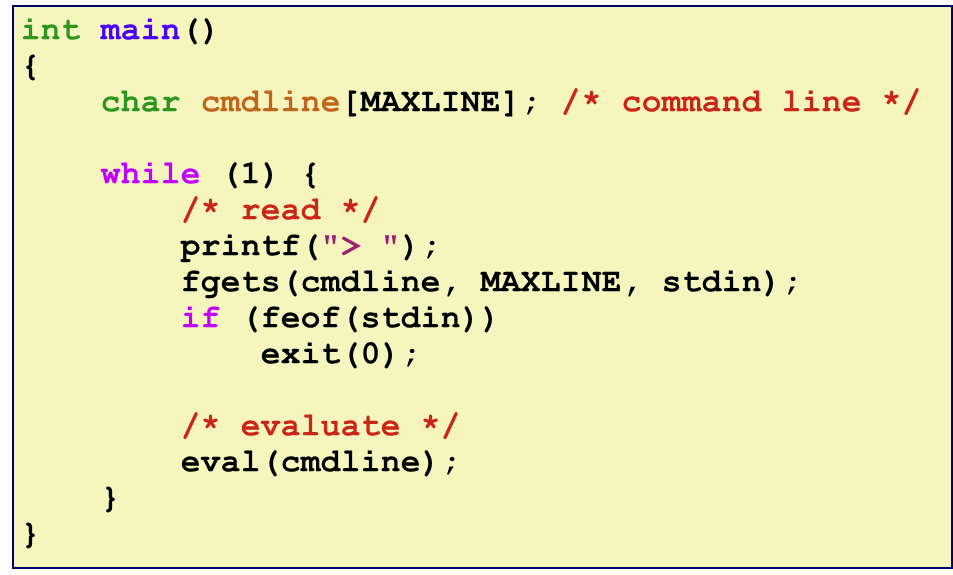 int main()
{
    char cmdline[MAXLINE]; /* command line */

    while (1) {
        /* read */
        printf("> ");
        fgets(cmdline, MAXLINE, stdin);
        if (feof(stdin))
            exit(0);

        /* evaluate */
        eval(cmdline);
    }
}